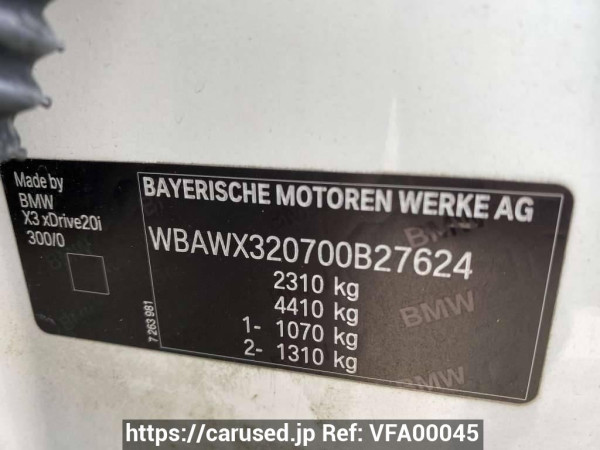 Made by
BMW
X3 xDrive20i
300/0
7 263 981
BAYERISCHE MOTOREN WERKE AG
WBAWX320700B27624
2310 kg
4410 kg
1- 1070 kg
2- 1310 kg
BMW
BMW
BMW
BMW
https://carused.jp Ref: VFA00045